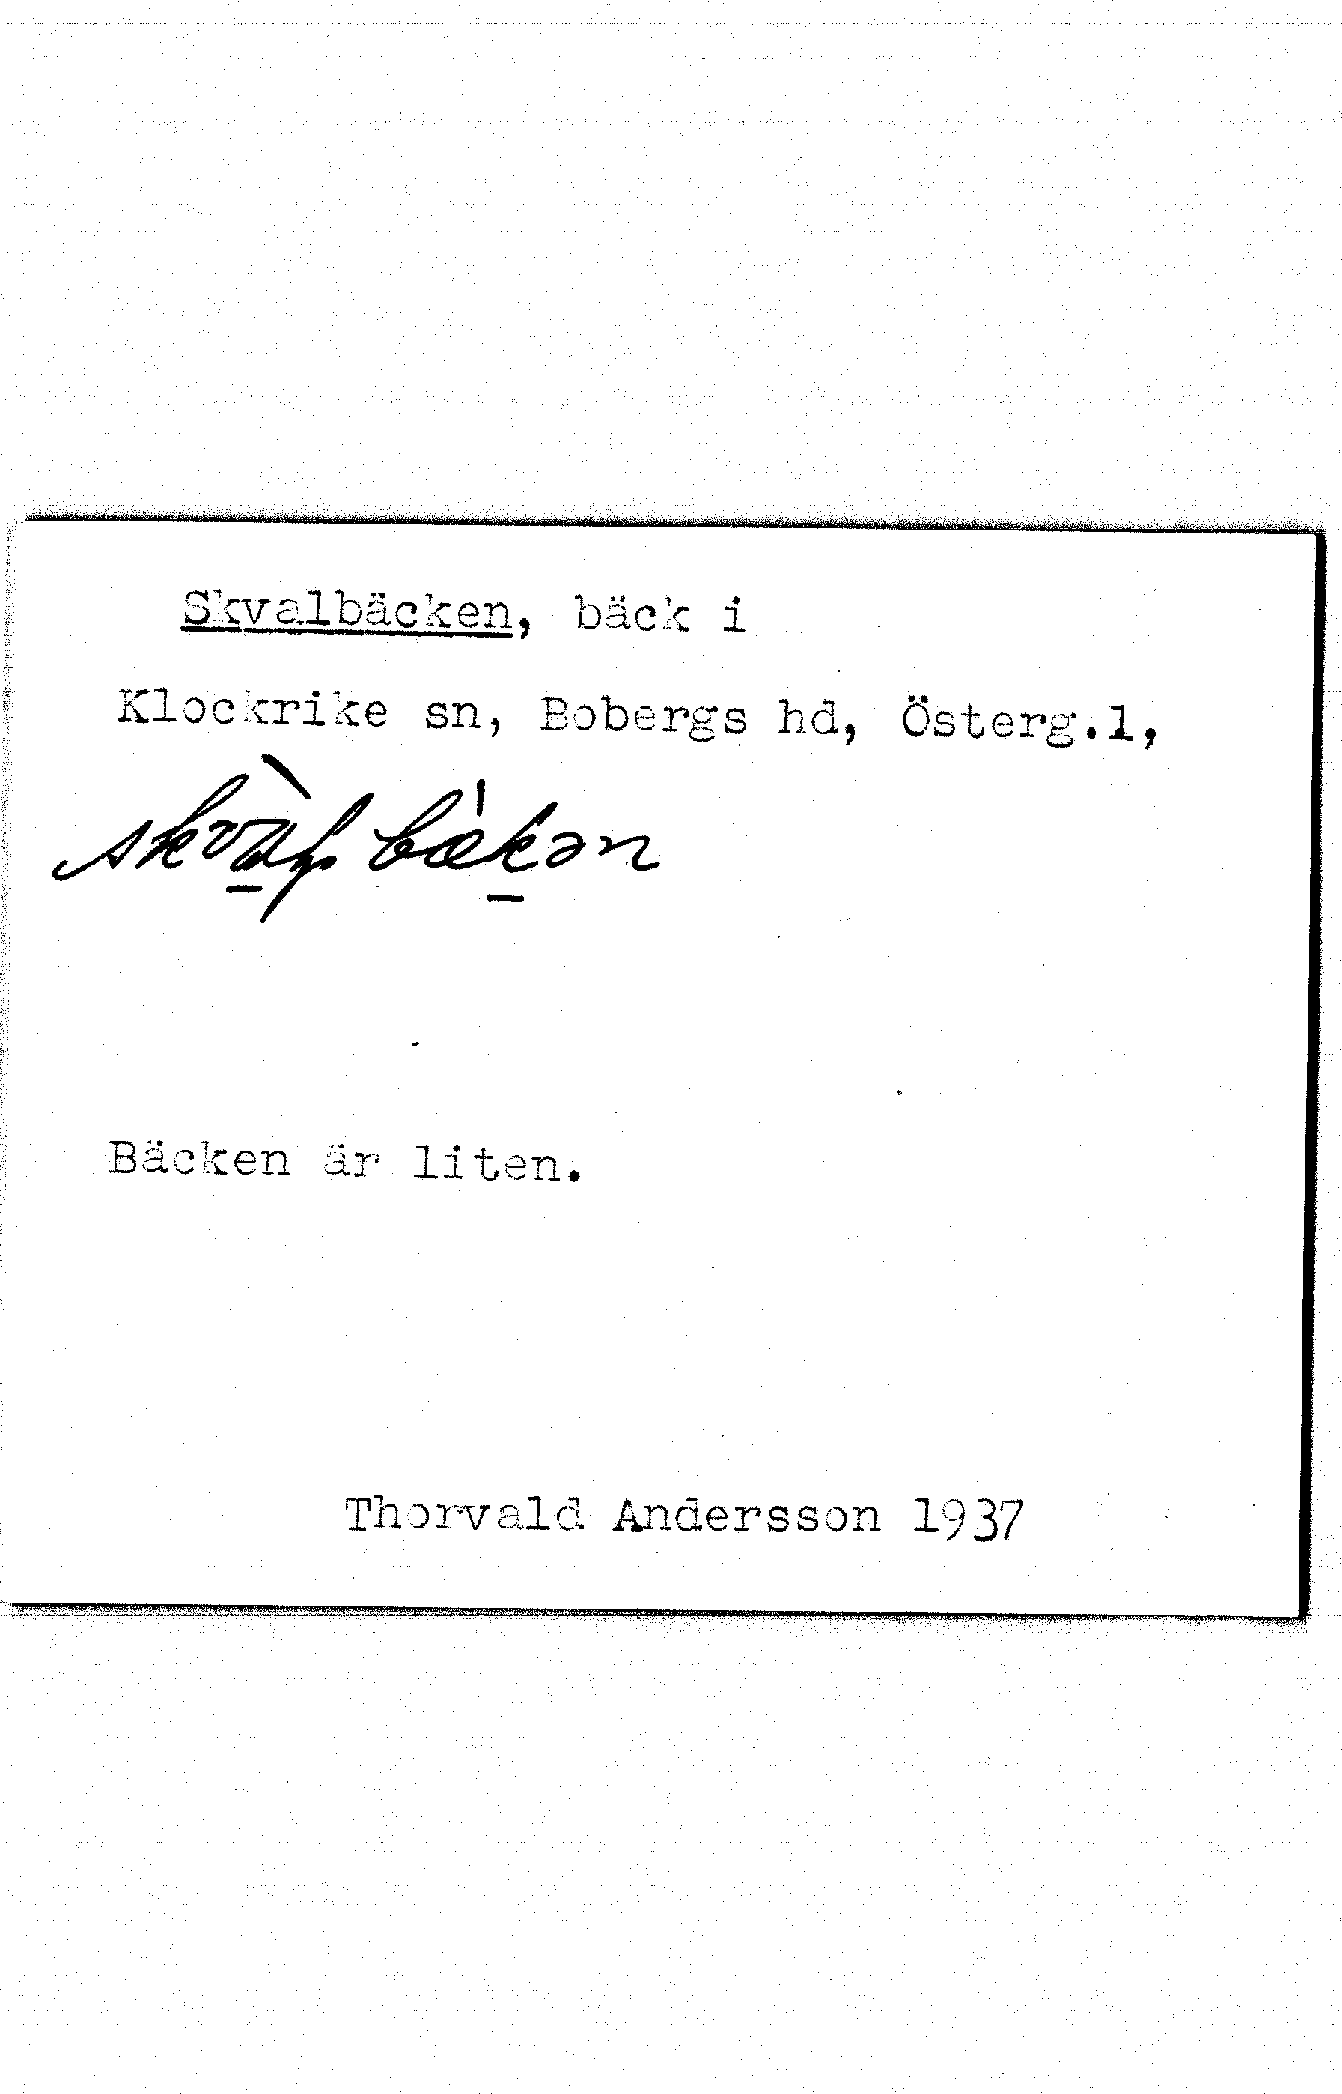 Skvalbäcken, bäck i
Klockrike sn, Bobergs hd, Österg.l,
Bäcken är liten.
Thorvald Andersson 1937